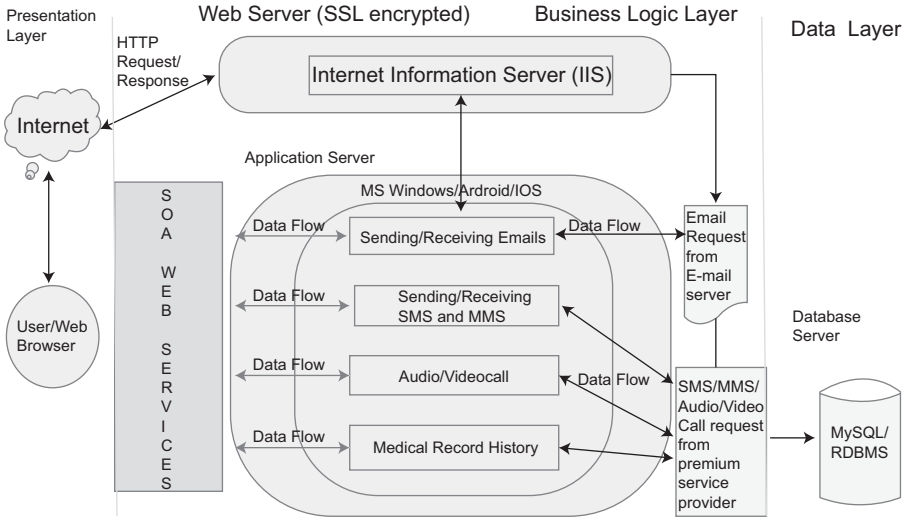 Presentation
Layer
Web Server (SSL encrypted)
Business Logic Layer
Data Layer
HTTP
Request/
Response
Internet Information Server (IIS)
Internet
Application Server
MS Windows/Ardroid/IOS
S
O
A
W
E
B
S
E
R
V
I
C
E
S
Data Flow
Sending/Receiving Emails
Data Flow
Email
Request
from
E-mail
server
Data Flow
Sending/Receiving
SMS and MMS
User/Web
Browser
Database
Server
Data Flow
Audio/Videocall
Data Flow
SMS/MMS/
Audio/Video
Call request
from
premium
service
provider
Data Flow
Medical Record History
MySQL/
RDBMS